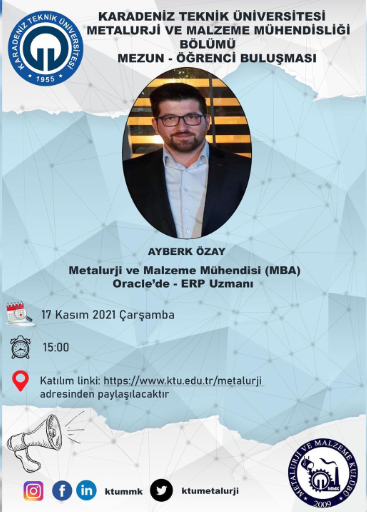 KARADENİZ TEKNİK ÜNİVERSİTESİ
METALURJİ VE MALZEME MÜHENDİSLİĞİ
BÖLÜMÜ
MEZUN - ÖĞRENCİ BULUŞMASI
KARADENİZ TEKNİK ÜNİVERSİTESİ
1955
AYBERK ÖZAY
Metalurji ve Malzeme Mühendisi (MBA)
Oracle'de - ERP Uzmanı
17 Kasım 2021 Çarşamba
15:00
Katılım linki: https://www.ktu.edu.tr/metalurji
adresinden paylaşılacaktır
METALURJİ VE MALZEME KULÜBÜ
2009
ktummk
ktumetalurji